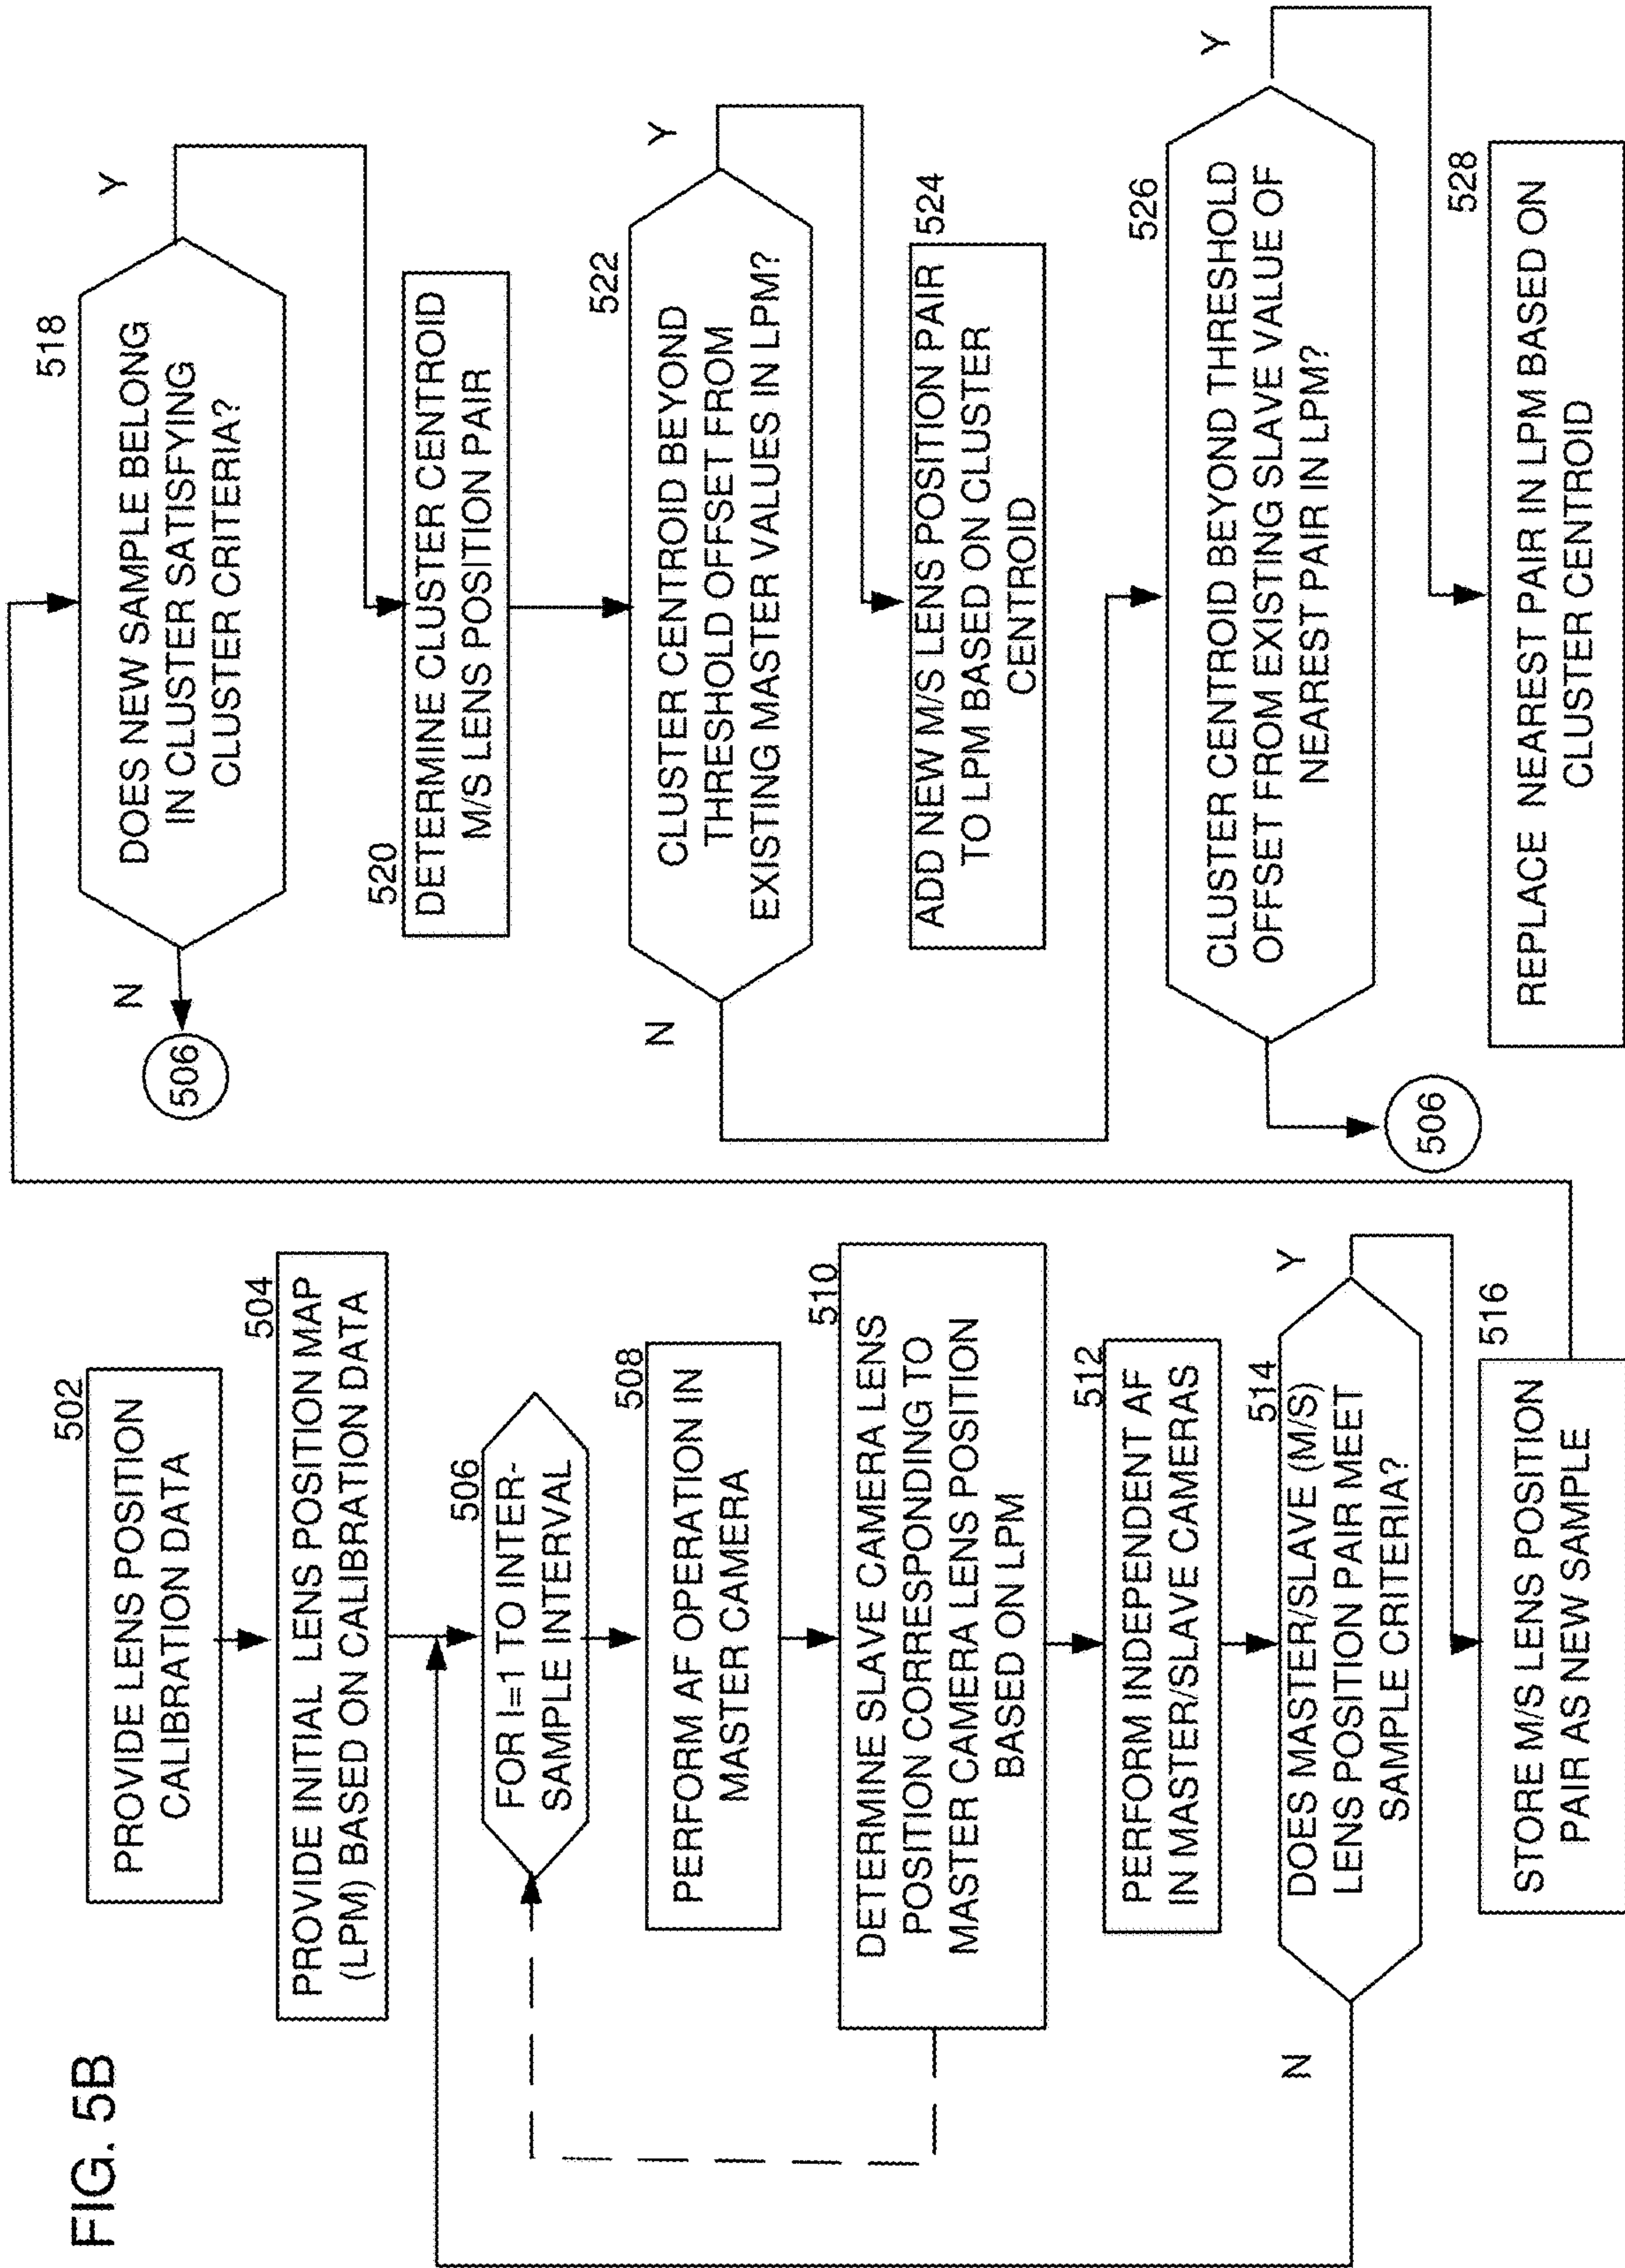 FIG. 5B
502
PROVIDE LENS POSITION
CALIBRATION DATA
504
PROVIDE INITIAL LENS POSITION MAP
(LPM) BASED ON CALIBRATION DATA
506
FOR I=1 TO INTER-
SAMPLE INTERVAL
508
PERFORM AF OPERATION IN
MASTER CAMERA
510
DETERMINE SLAVE CAMERA LENS
POSITION CORRESPONDING TO
MASTER CAMERA LENS POSITION
BASED ON LPM
512
PERFORM INDEPENDENT AF
IN MASTER/SLAVE CAMERAS
514
DOES MASTER/SLAVE (M/S)
LENS POSITION PAIR MEET
SAMPLE CRITERIA?
N
Y
516
STORE M/S LENS POSITION
PAIR AS NEW SAMPLE
518
DOES NEW SAMPLE BELONG
IN CLUSTER SATISFYING
CLUSTER CRITERIA?
N
Y
506
520
DETERMINE CLUSTER CENTROID
M/S LENS POSITION PAIR
522
CLUSTER CENTROID BEYOND
THRESHOLD OFFSET FROM
EXISTING MASTER VALUES IN LPM?
N
Y
524
ADD NEW M/S LENS POSITION PAIR
TO LPM BASED ON CLUSTER
CENTROID
526
CLUSTER CENTROID BEYOND THRESHOLD
OFFSET FROM EXISTING SLAVE VALUE OF
NEAREST PAIR IN LPM?
Y
506
528
REPLACE NEAREST PAIR IN LPM BASED ON
CLUSTER CENTROID